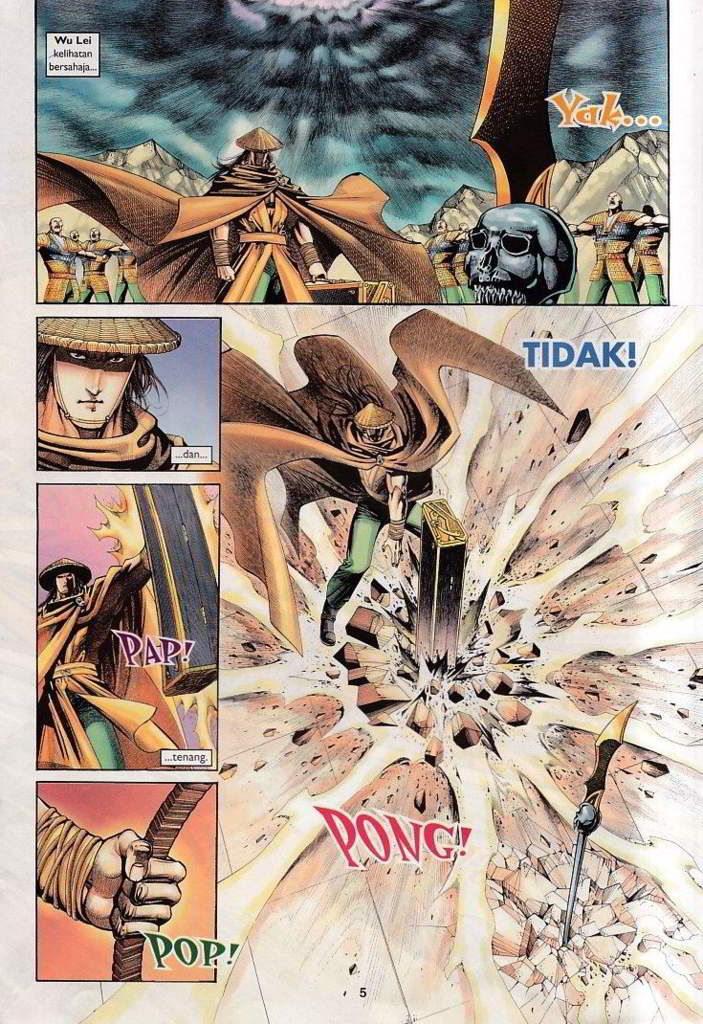 Wu Lei
kelihatan
bersahaja...
Yak...
...dan...
TIDAK!
PAP!
...tenang.
PONG!
POP!
5